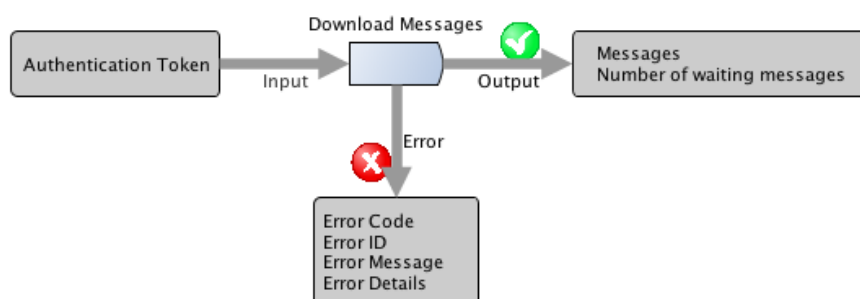 Download Messages
Authentication Token
Input
Output
Messages
Number of waiting messages
Error
Error Code
Error ID
Error Message
Error Details